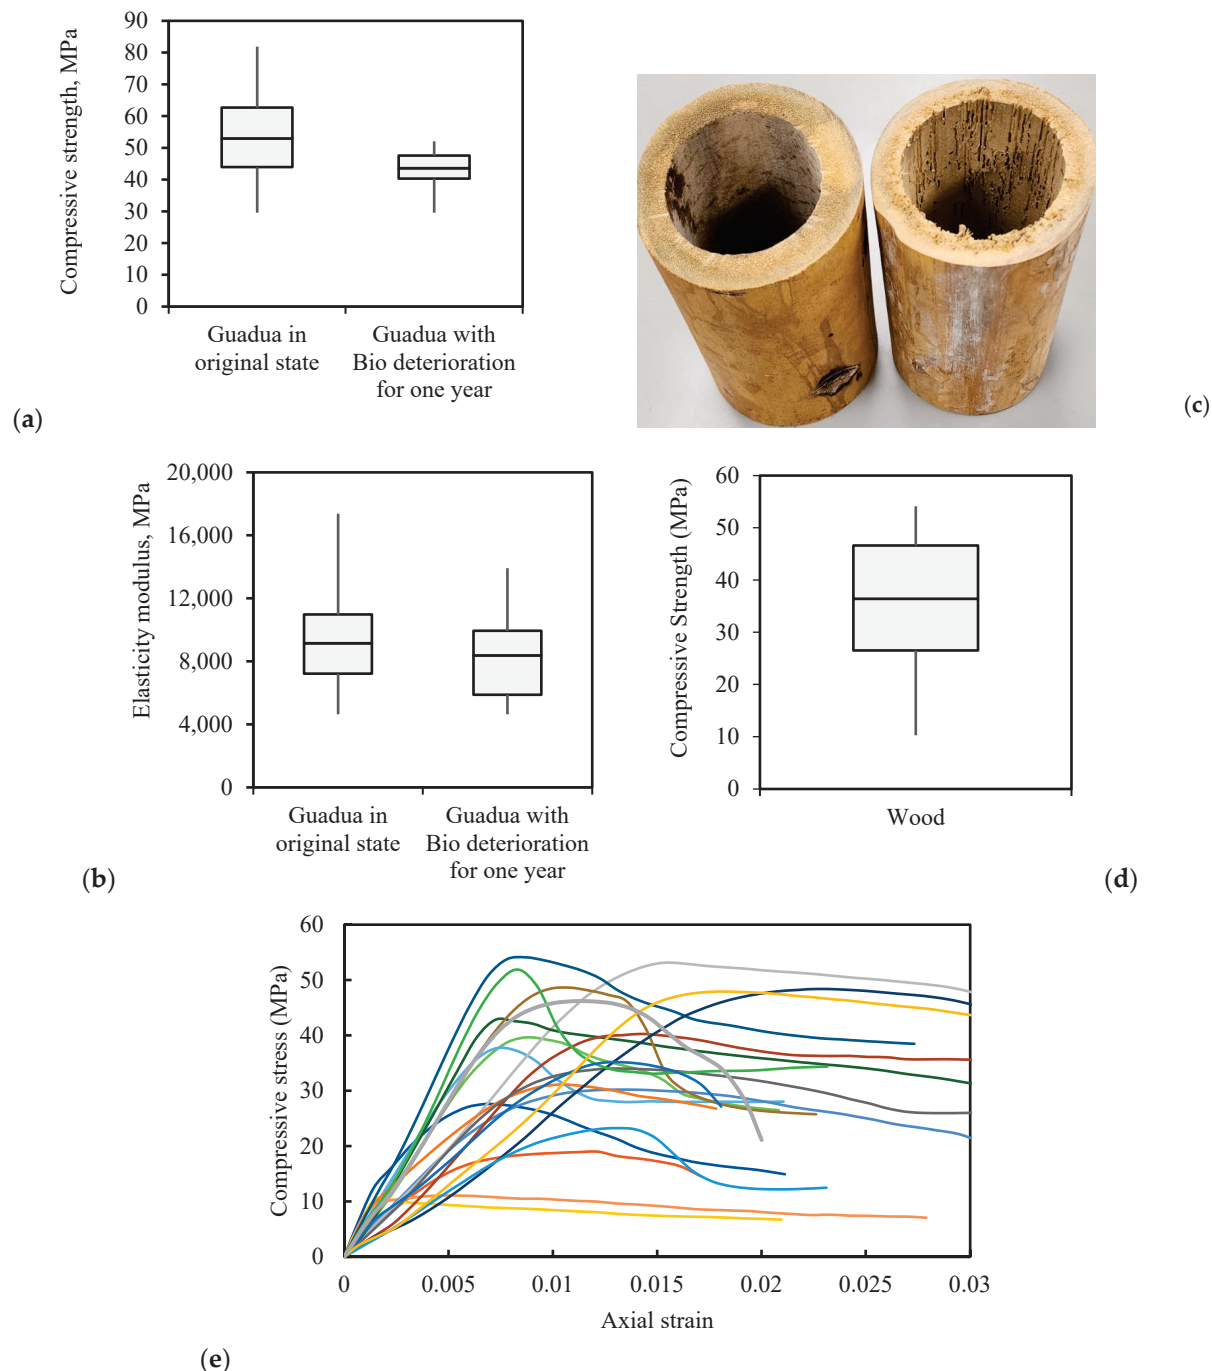 90
80
70
60
50
40
30
20
10
0
Compressive strength, MPa
Guadua in
original state
Guadua with
Bio deterioration
for one year
(a)
(c)
20,000
16,000
12,000
8,000
4,000
0
Elasticity modulus, MPa
Guadua in
original state
Guadua with
Bio deterioration
for one year
(b)
60
50
40
30
20
10
0
Compressive Strength (MPa)
Wood
(d)
60
50
40
30
20
10
0
Compressive stress (MPa)
0 0.005 0.01 0.015 0.02 0.025 0.03
Axial strain
(e)